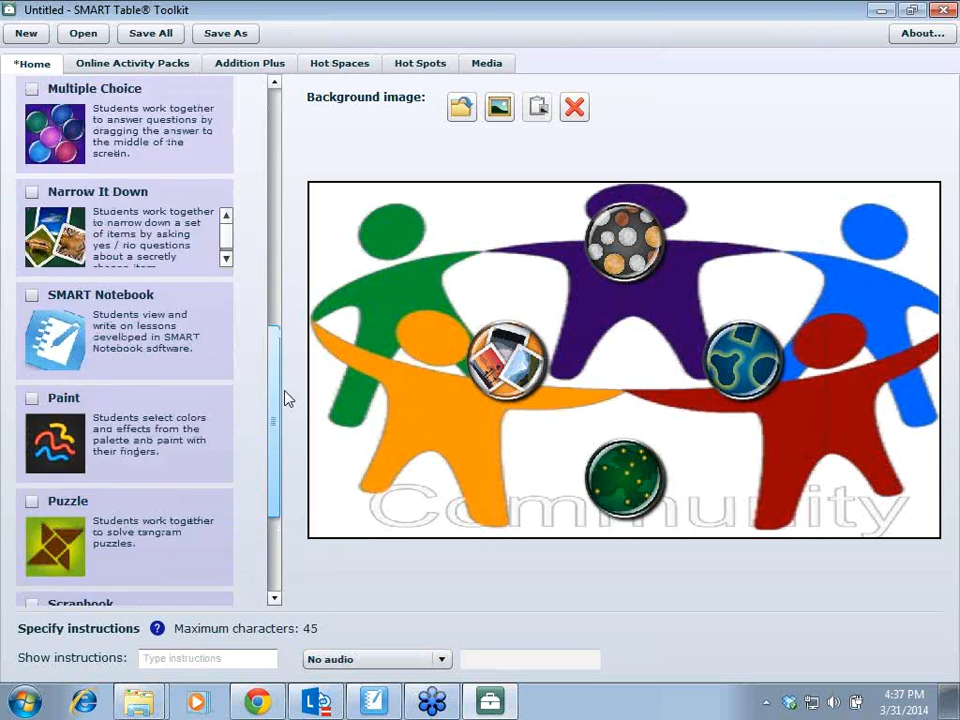 Untitled - SMART Table® Toolkit
New
Open
Save All
Save As
About...
*Home
Online Activity Packs
Addition Plus
Hot Spaces
Hot Spots
Media
Multiple Choice
Students work together
to answer questions by
dragging the answer to
the middle of the
screen.
Narrow It Down
Students work together
to narrow down a set
of items by asking
yes / no questions
about a secretly
SMART Notebook
Students view and
write on lessons
developed in SMART
Notebook software.
Paint
Students select colors
and effects from the
palette and paint with
their fingers.
Puzzle
Students work together
to solve tangram
puzzles.
Scrapbook
Background image:
Community
Specify instructions
?
Maximum characters: 45
Show instructions:
Type instructions
No audio
4:37 PM
3/31/2014